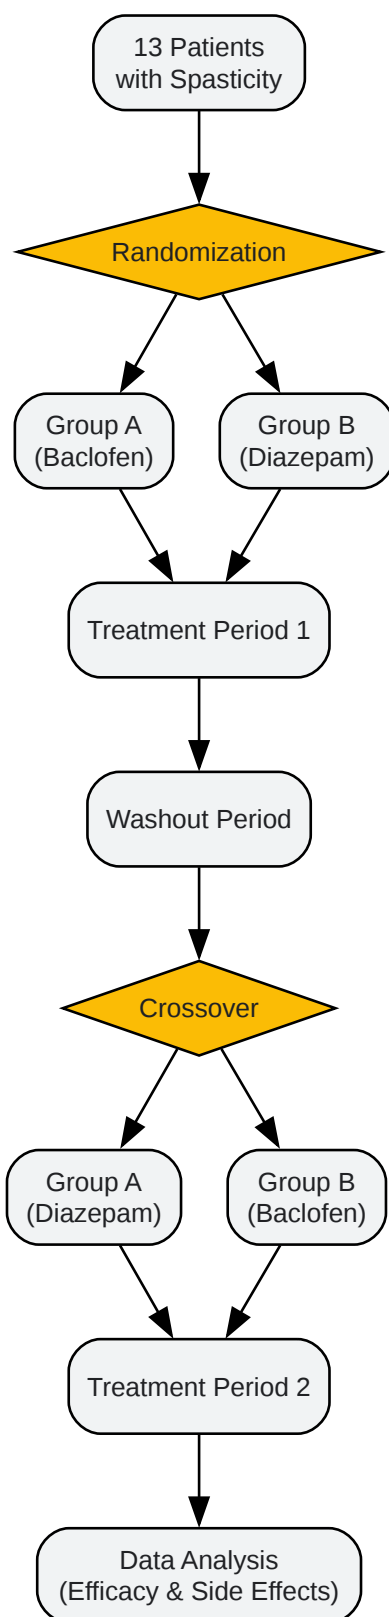 13 Patients
with Spasticity
Randomization
Group A
(Baclofen)
Group B
(Diazepam)
Treatment Period 1
Washout Period
Crossover
Group A
(Diazepam)
Group B
(Baclofen)
Treatment Period 2
Data Analysis
(Efficacy & Side Effects)